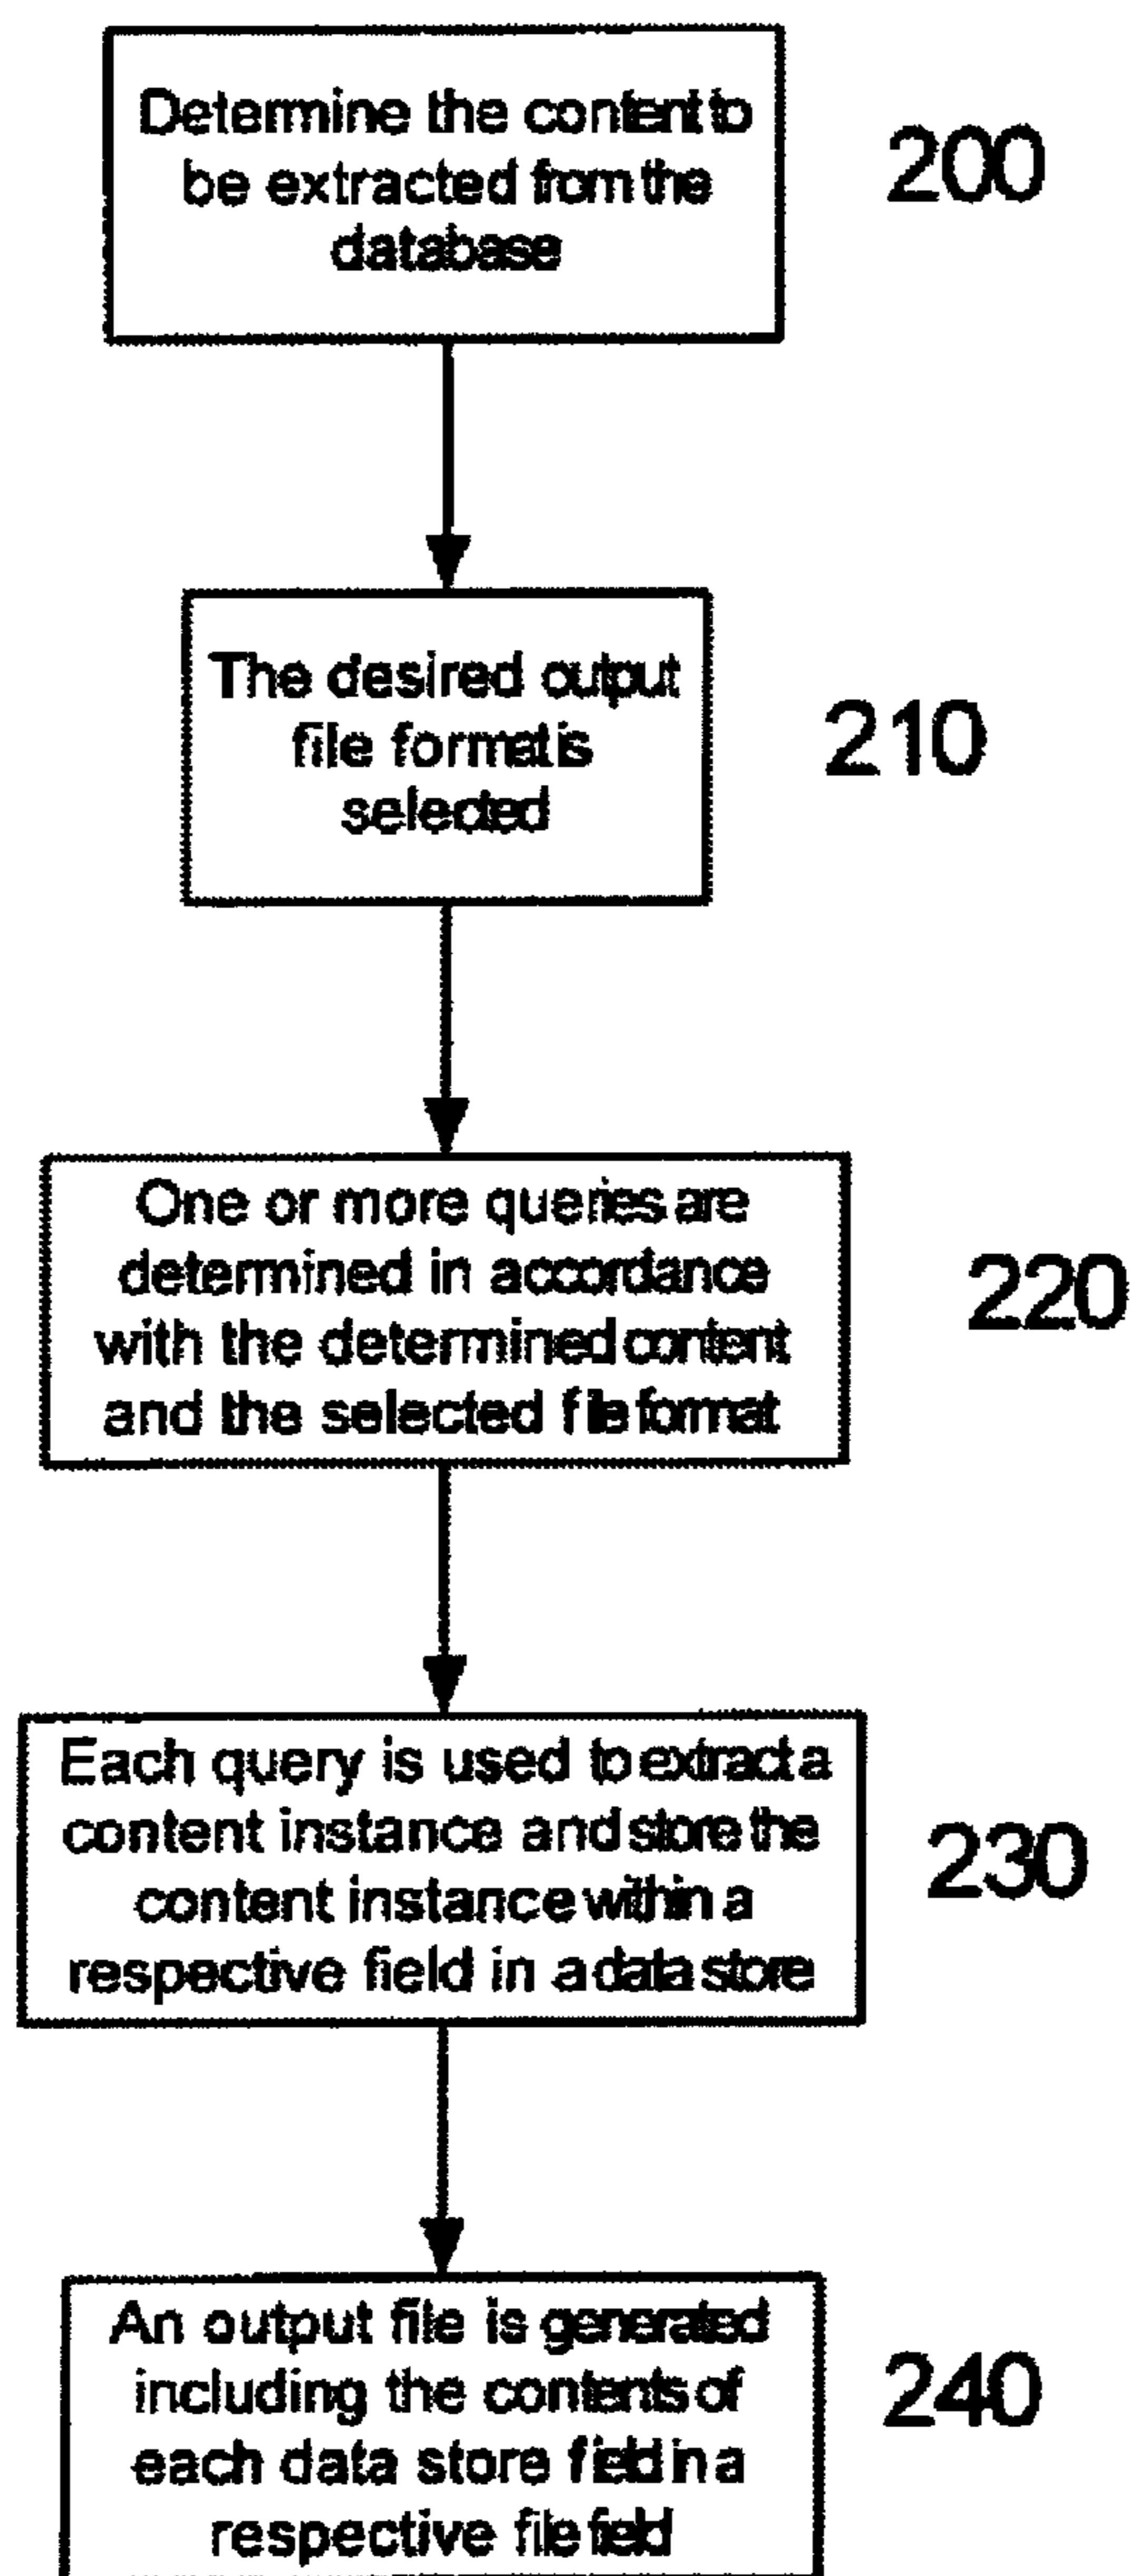 Determine the content to
be extracted from the
database
200
The desired output
file format is
selected
210
One or more queries are
determined in accordance
with the determined content
and the selected file format
220
Each query is used to extract a
content instance and store the
content instance within a
respective field in a data store
230
An output file is generated
including the contents of
each data store field in a
respective file field
240